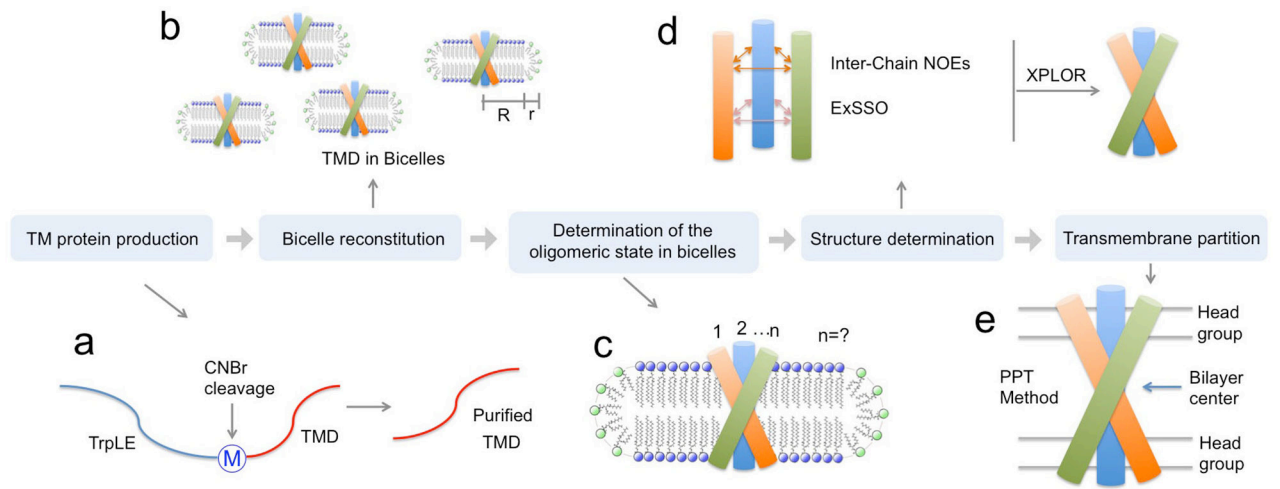 b
R
r
TMD in Bicelles
d
Inter-Chain NOEs
ExSSO
XPLOR
TM protein production
Bicelle reconstitution
Determination of the
oligomeric state in bicelles
Structure determination
Transmembrane partition
a
CNBr
cleavage
TrpLE
M
TMD
Purified
TMD
c
1
2 ...n
n=?
e
PPT
Method
Head
group
Bilayer
center
Head
group